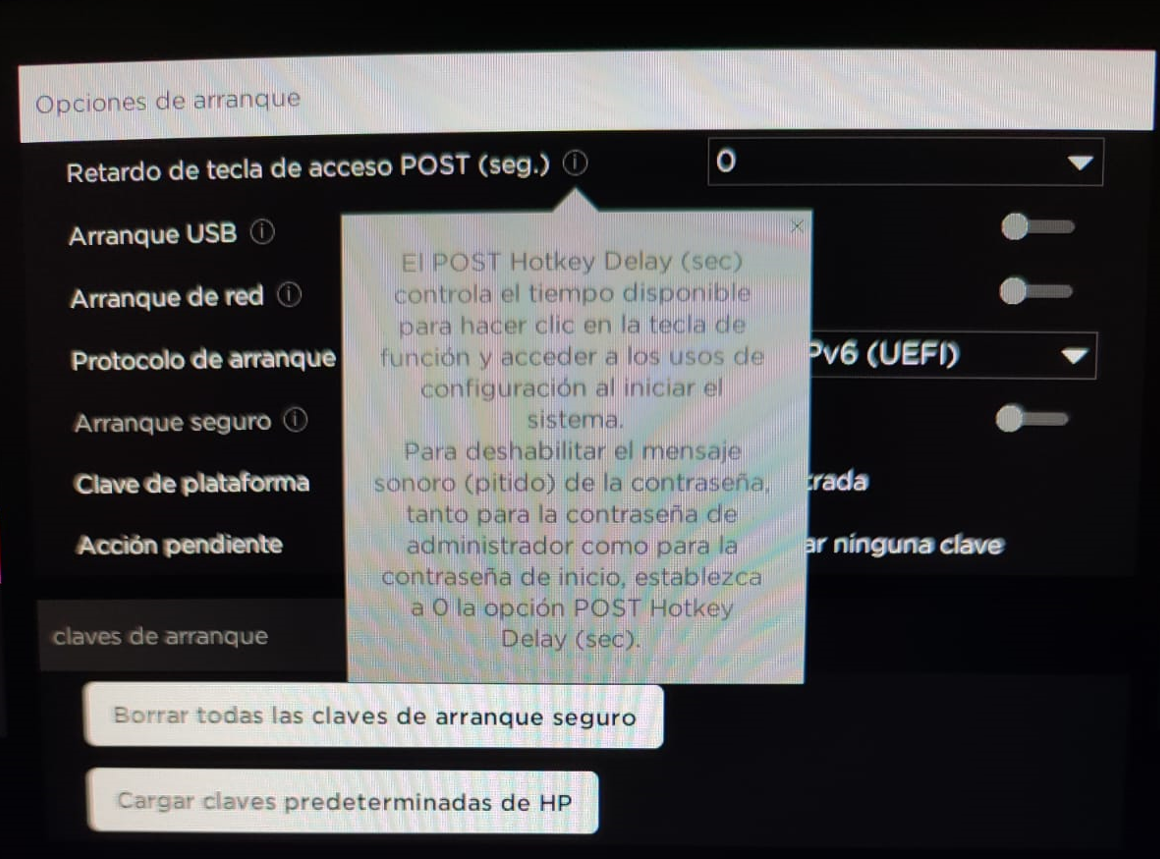 Opciones de arranque
Retardo de tecla de acceso POST (seg.)
0
Arranque USB
Arranque de red
Protocolo de arranque
Pv6 (UEFI)
Arranque seguro
Clave de plataforma
trada
Acción pendiente
ar ninguna clave
El POST Hotkey Delay (sec)
controla el tiempo disponible
para hacer clic en la tecla de
función y acceder a los usos de
configuración al iniciar el
sistema.
Para deshabilitar el mensaje
sonoro (pitido) de la contraseña,
tanto para la contraseña de
administrador como para la
contraseña de inicio, establezca
a 0 la opción POST Hotkey
Delay (sec).
claves de arranque
Borrar todas las claves de arranque seguro
Cargar claves predeterminadas de HP